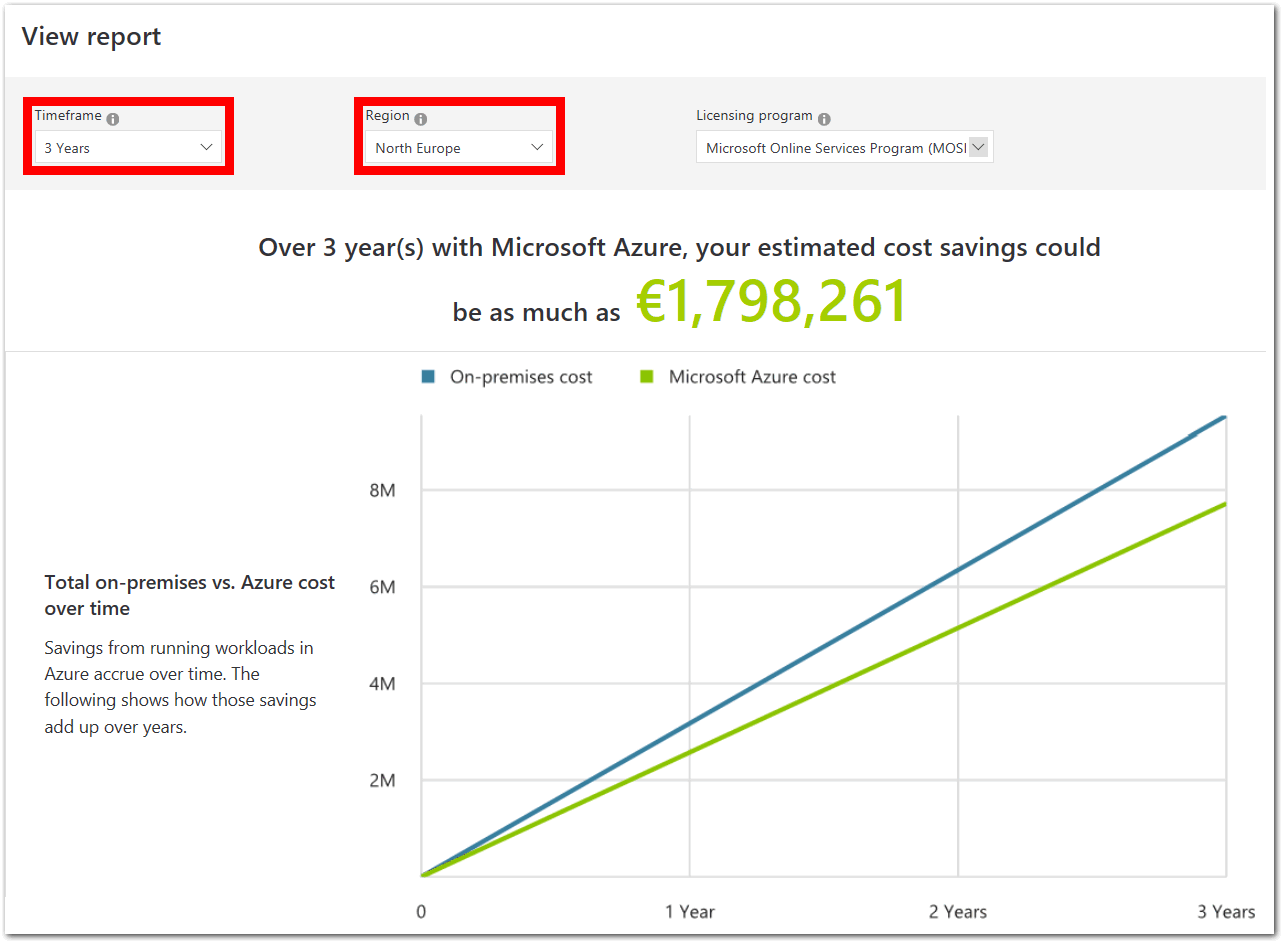 View report
Timeframe
Region
Licensing program
3 Years
North Europe
Microsoft Online Services Program (MOSI
Over 3 year(s) with Microsoft Azure, your estimated cost savings could
be as much as €1,798,261
On-premises cost
Microsoft Azure cost
8M
6M
4M
2M
Total on-premises vs. Azure cost
over time
Savings from running workloads in
Azure accrue over time. The
following shows how those savings
add up over years.
0
1 Year
2 Years
3 Years